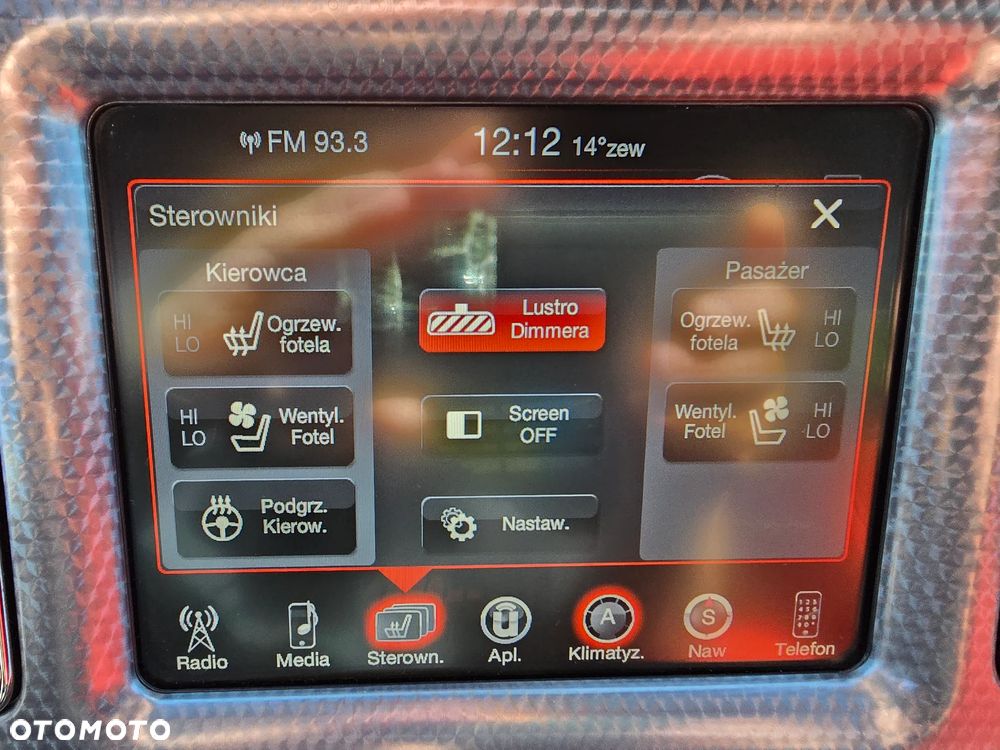 FM 93.3
12:12 14°zew
Sterowniki
X
Kierowca
HI
LO
Ogrzew.
fotela
HI
LO
Wentyl.
Fotel
Podgrz.
Kierow.
Lustro
Dimmera
Screen
OFF
Nastaw.
Pasażer
Ogrzew.
fotela
HI
LO
Wentyl.
Fotel
HI
LO
Radio
Media
Sterown.
Apl.
A
Klimatyz.
S
Naw
Telefon
OTOMOTO